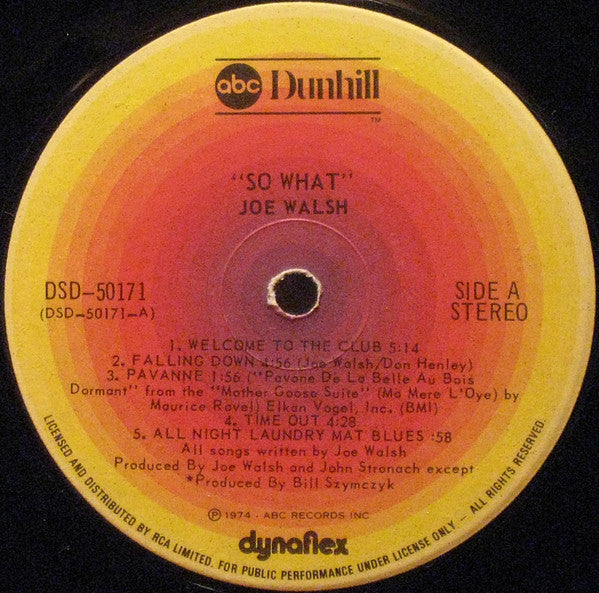 abc Dunhill
TM
"SO WHAT"
JOE WALSH
DSD-50171
(DSD-50171-A)
SIDE A
STEREO
1. WELCOME TO THE CLUB 5:14
2. FALLING DOWN 4:56 (Joe Walsh/Don Henley)
3. PAVANNE 1:56 ("Pavane De La Belle Au Bois
Dormant" from the "Mother Goose Suite" (Ma Mere L'Oye) by
Maurice Ravel) Elkan Vogel, Inc. (BMI)
4. TIME OUT 4:28
5. ALL NIGHT LAUNDRY MAT BLUES :58
All songs written by Joe Walsh
Produced By Joe Walsh and John Stronach except
*Produced By Bill Szymczyk
℗ 1974 - ABC RECORDS INC
dynaflex
LICENSED AND DISTRIBUTED BY RCA LIMITED. FOR PUBLIC PERFORMANCE UNDER LICENSE ONLY - ALL RIGHTS RESERVED.